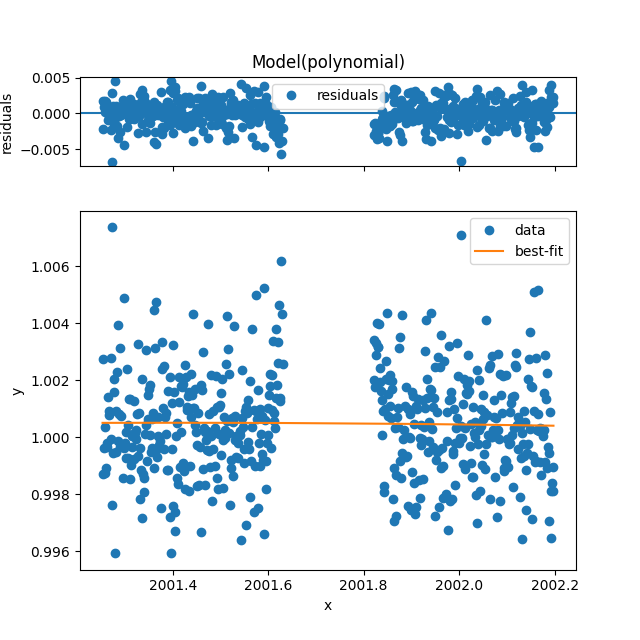 Model(polynomial)
0.005
0.000
−0.005
residuals
residuals
1.006
1.004
1.002
1.000
0.998
0.996
y
data
best-fit
2001.4
2001.6
2001.8
2002.0
2002.2
x